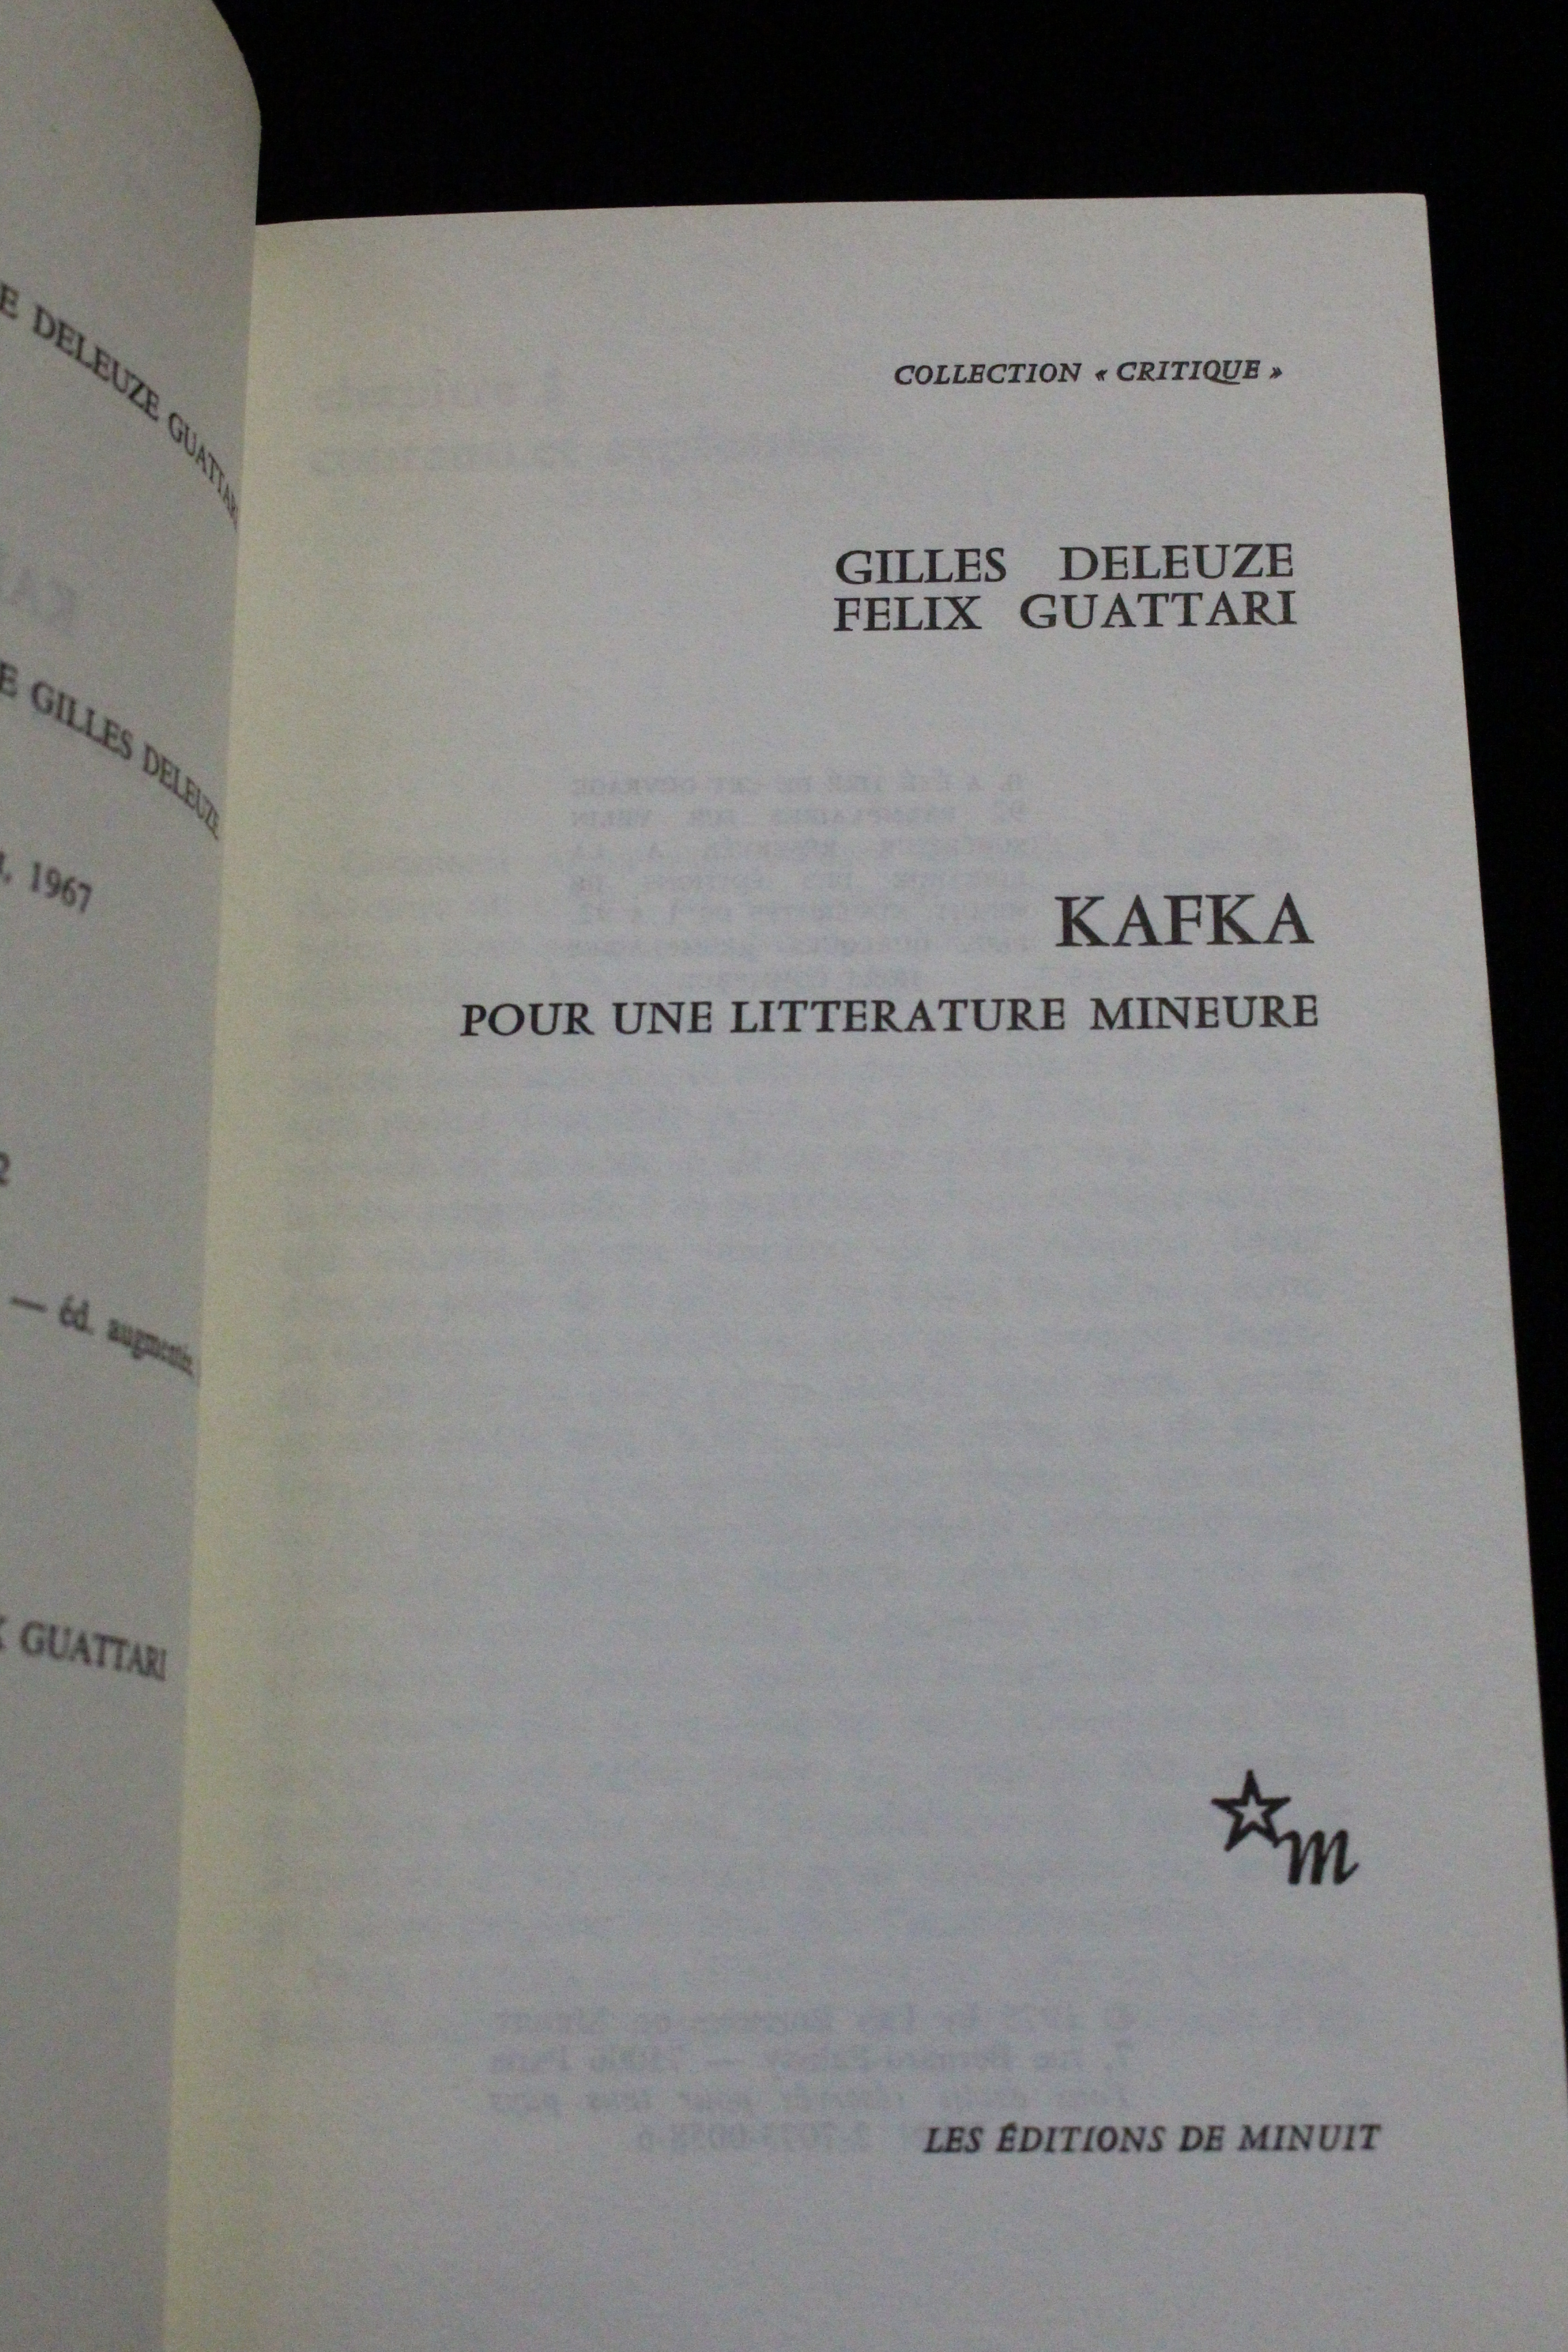 E DELEUZE GUATTARI
E GILLES DELEUZE
1967
2
— éd. augmentée
X GUATTARI
COLLECTION « CRITIQUE »
GILLES DELEUZE
FELIX GUATTARI
KAFKA
POUR UNE LITTERATURE MINEURE
m
LES ÉDITIONS DE MINUIT